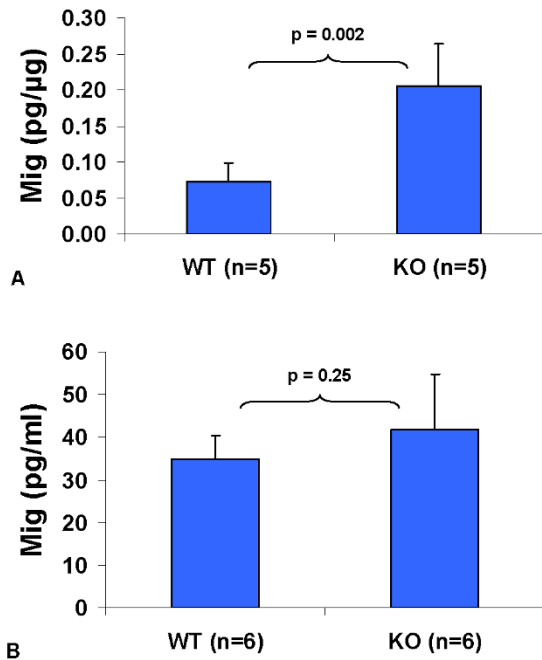 Mig (pg/µg)
0.30
0.25
0.20
0.15
0.10
0.05
0.00
p = 0.002
WT (n=5) KO (n=5)
A
Mig (pg/ml)
60
50
40
30
20
10
0
p = 0.25
WT (n=6) KO (n=6)
B